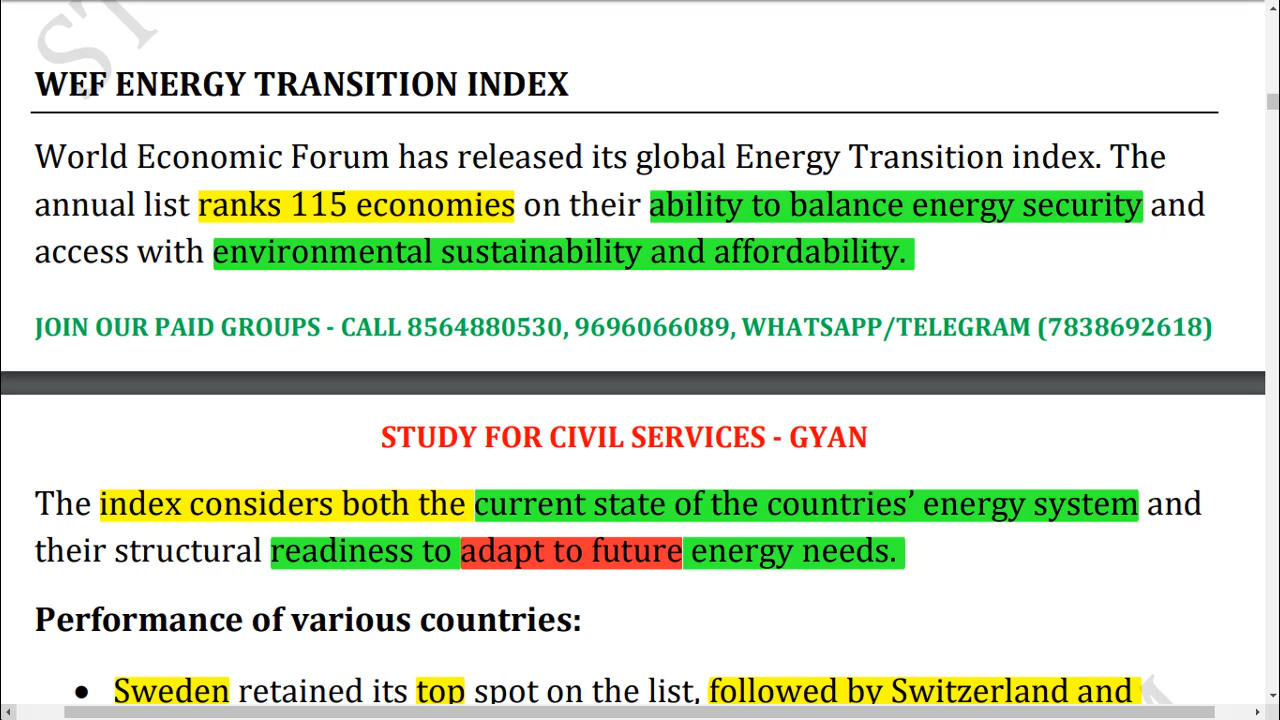 WEF ENERGY TRANSITION INDEX
World Economic Forum has released its global Energy Transition index. The
annual list ranks 115 economies on their ability to balance energy security and
access with environmental sustainability and affordability.
JOIN OUR PAID GROUPS - CALL 8564880530, 9696066089, WHATSAPP/TELEGRAM (7838692618)
STUDY FOR CIVIL SERVICES - GYAN
The index considers both the current state of the countries’ energy system and
their structural readiness to adapt to future energy needs.
Performance of various countries:
• Sweden retained its top spot on the list, followed by Switzerland and